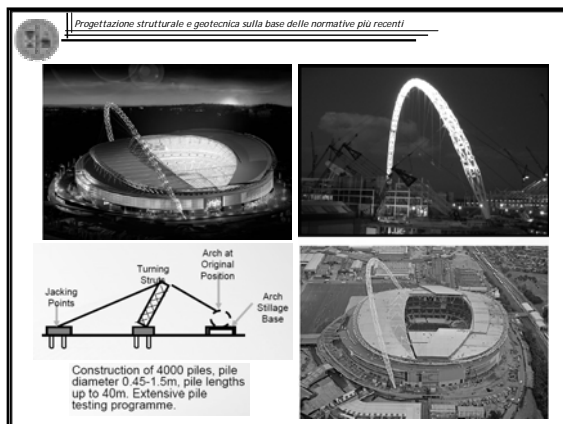 Progettazione strutturale e geotecnica sulla base delle normative più recenti
Arch at
Original
Position
Turning
Struts
Jacking
Points
Arch
Stillage
Base
Construction of 4000 piles, pile
diameter 0.45-1.5m, pile lengths
up to 40m. Extensive pile
testing programme.